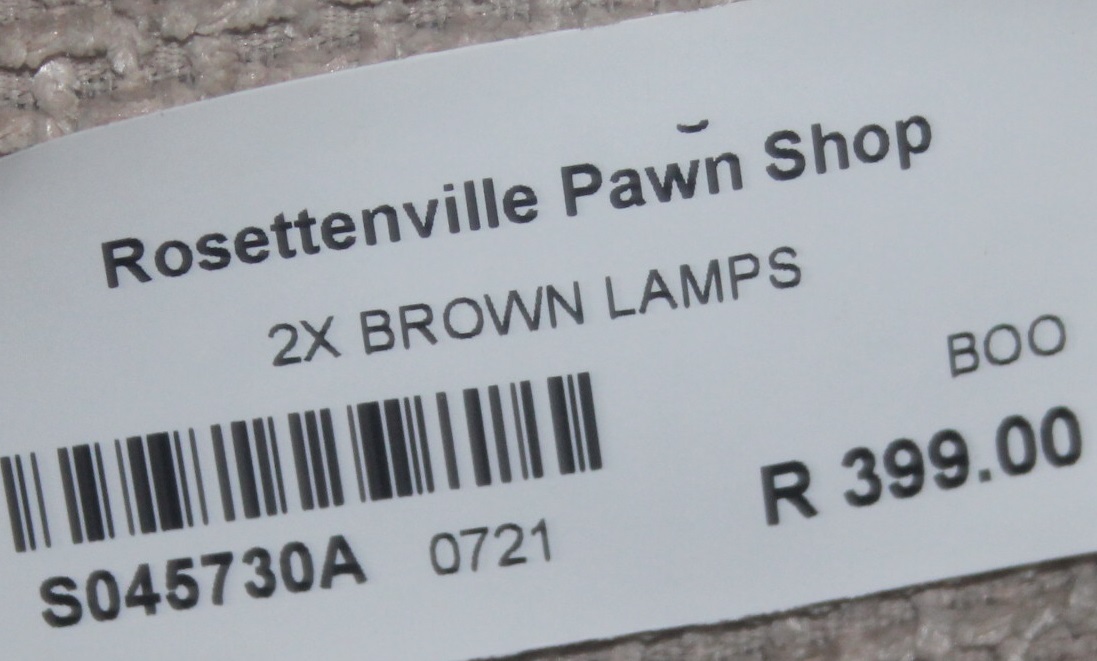 Rosettenville Pawn Shop
2X BROWN LAMPS
BOO
R 399.00
S045730A 0721